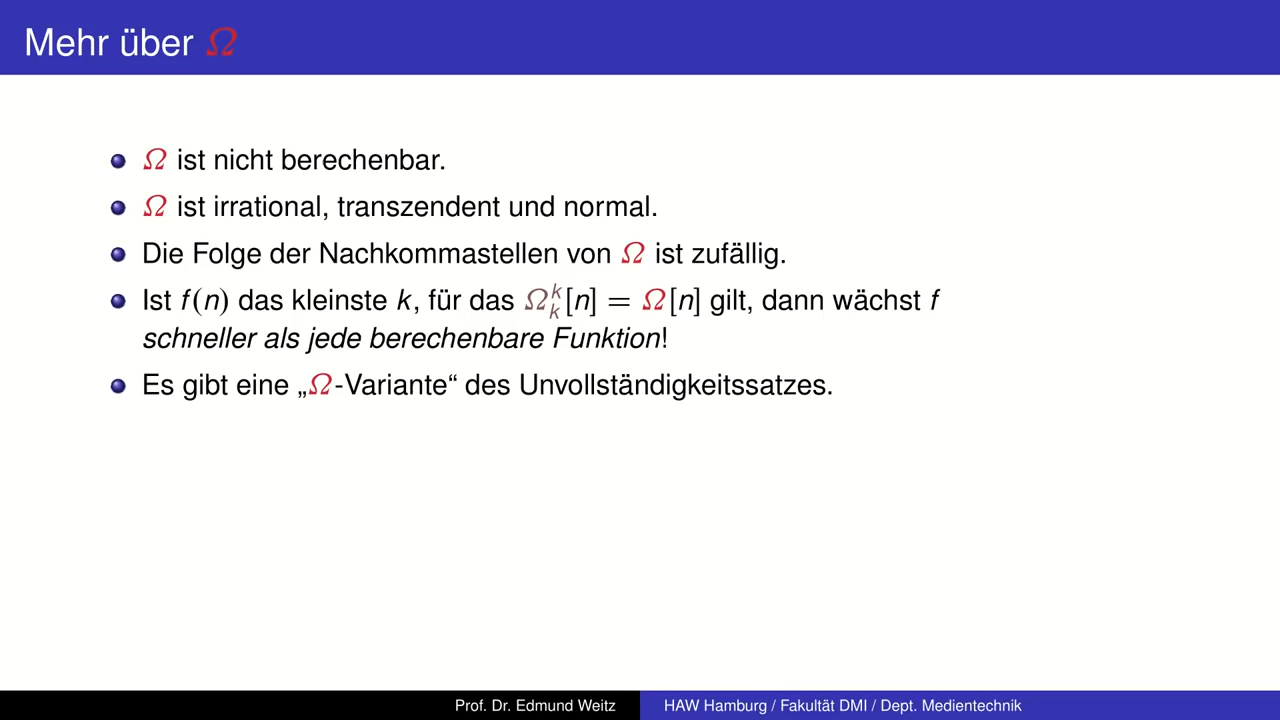 Mehr über Ω
Ω ist nicht berechenbar.
Ω ist irrational, transzendent und normal.
Die Folge der Nachkommastellen von Ω ist zufällig.
Ist f(n) das kleinste k, für das Ωₖᵏ[n] = Ω[n] gilt, dann wächst f
schneller als jede berechenbare Funktion!
Es gibt eine „Ω-Variante“ des Unvollständigkeitssatzes.
Prof. Dr. Edmund Weitz
HAW Hamburg / Fakultät DMI / Dept. Medientechnik